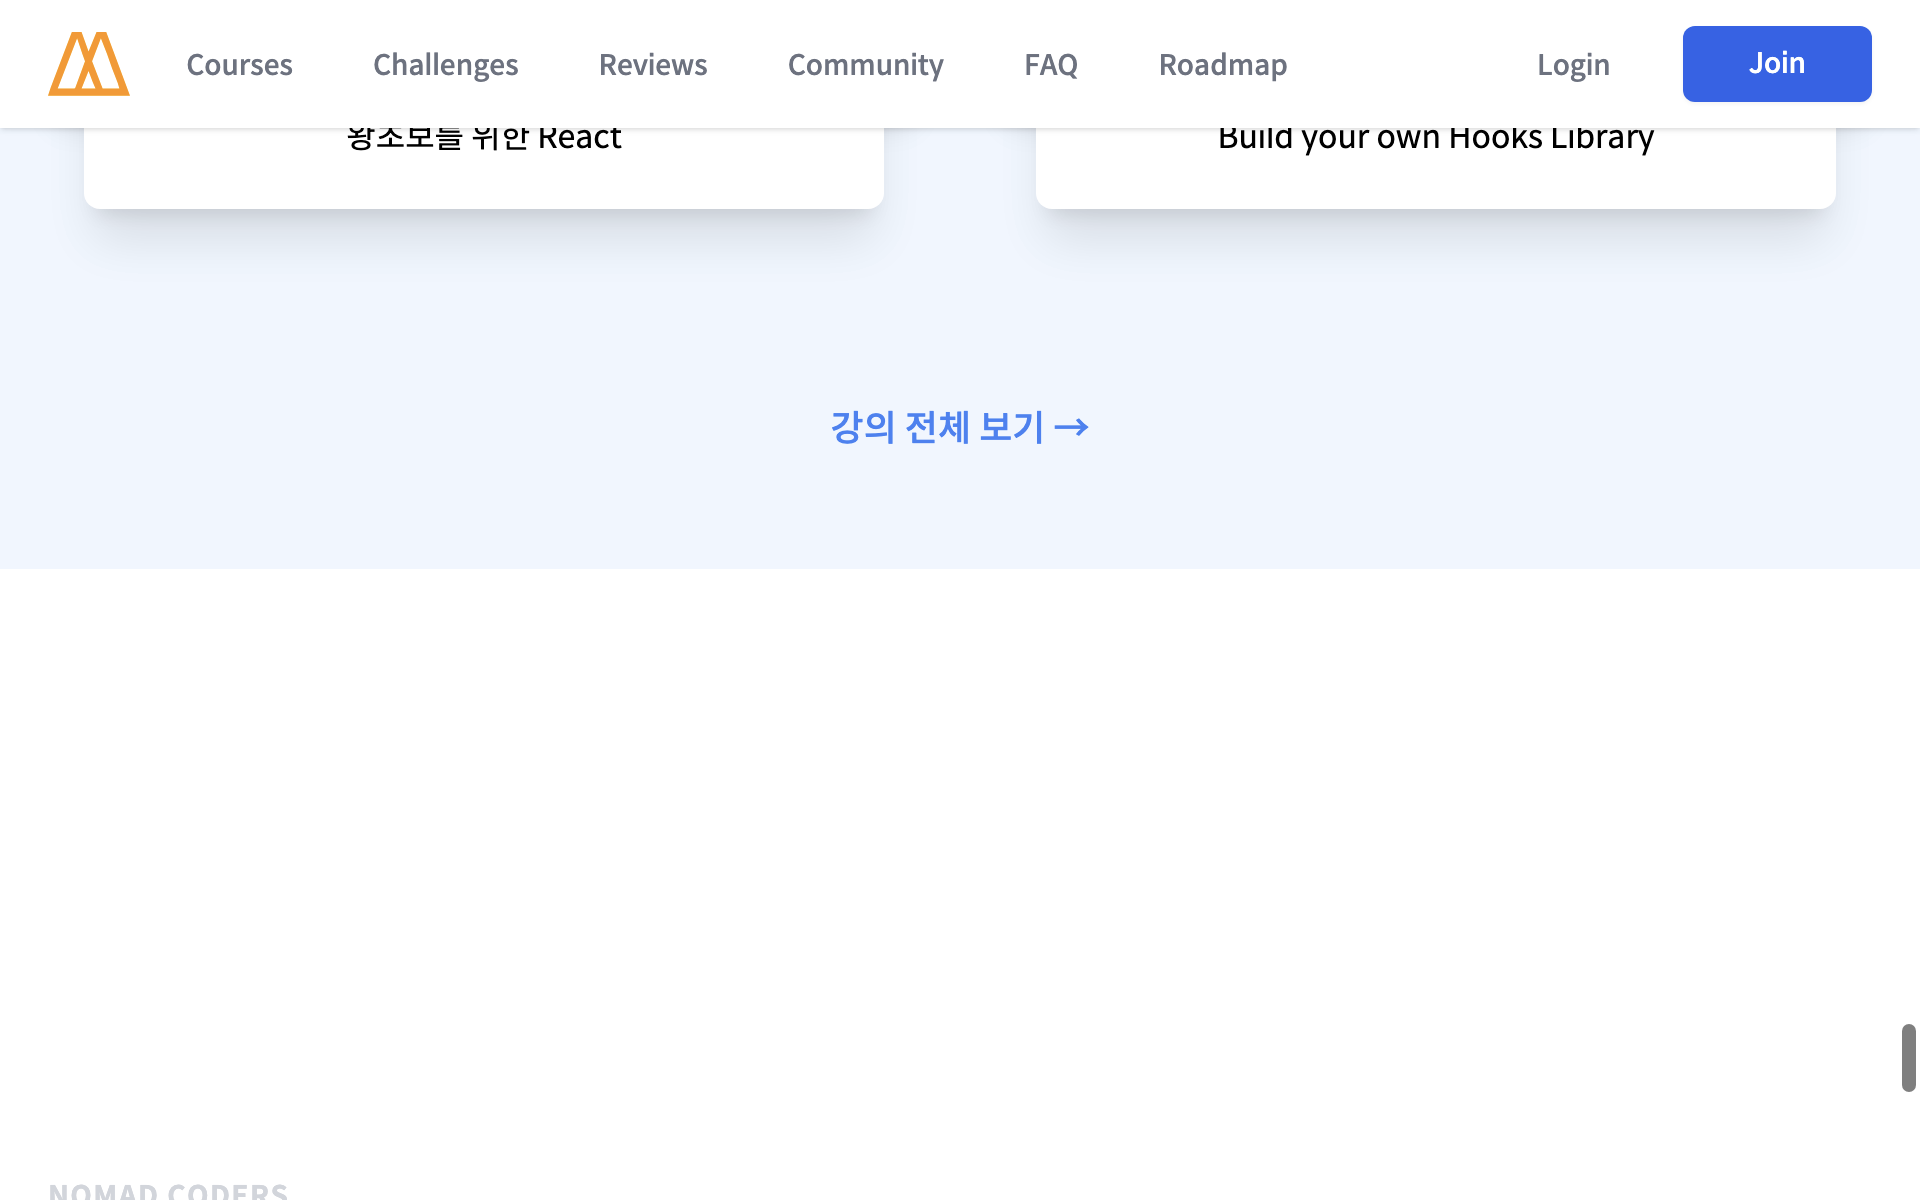 Courses
Challenges
Reviews
Community
FAQ
Roadmap
Login
Join
왕초보를 위한 React
Build your own Hooks Library
강의 전체 보기 →
NOMAD CODERS